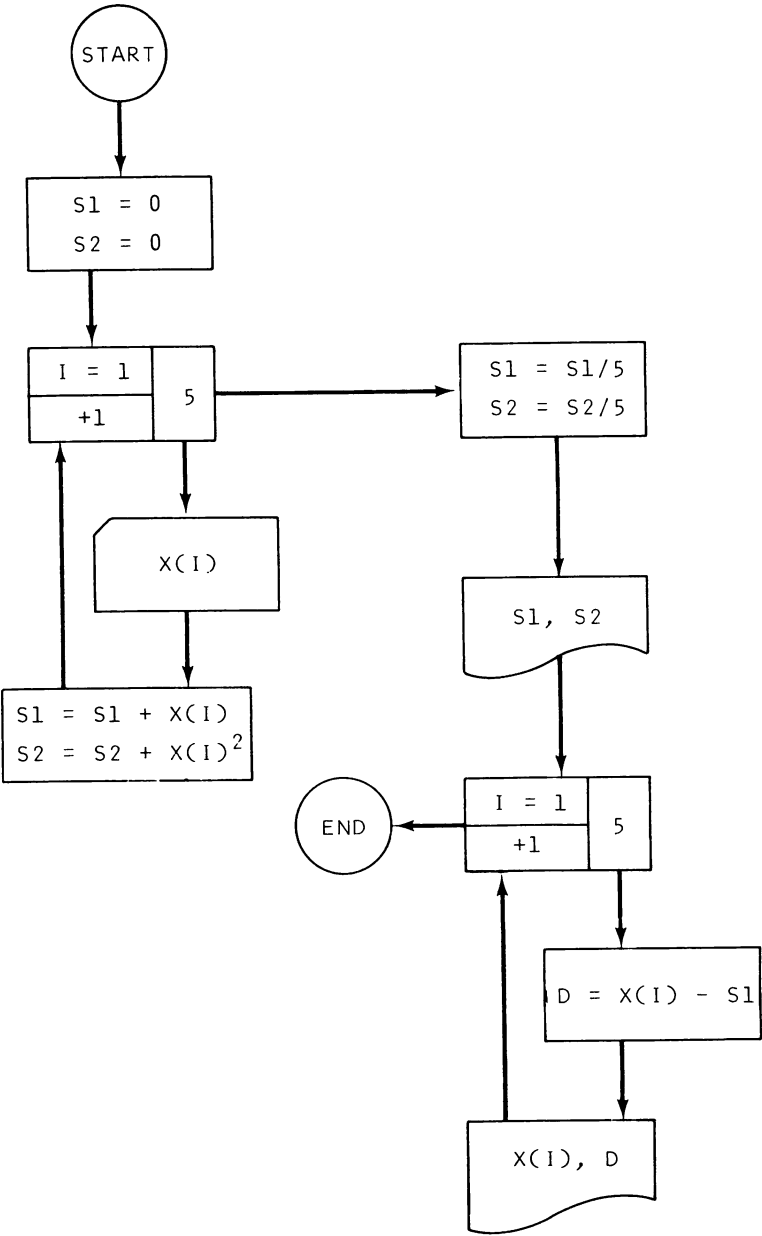 START
S1 = 0
S2 = 0
I = 1
+1
5
X(I)
S1 = S1 + X(I)
S2 = S2 + X(I)²
S1 = S1/5
S2 = S2/5
S1, S2
I = 1
+1
5
END
D = X(I) - S1
X(I), D